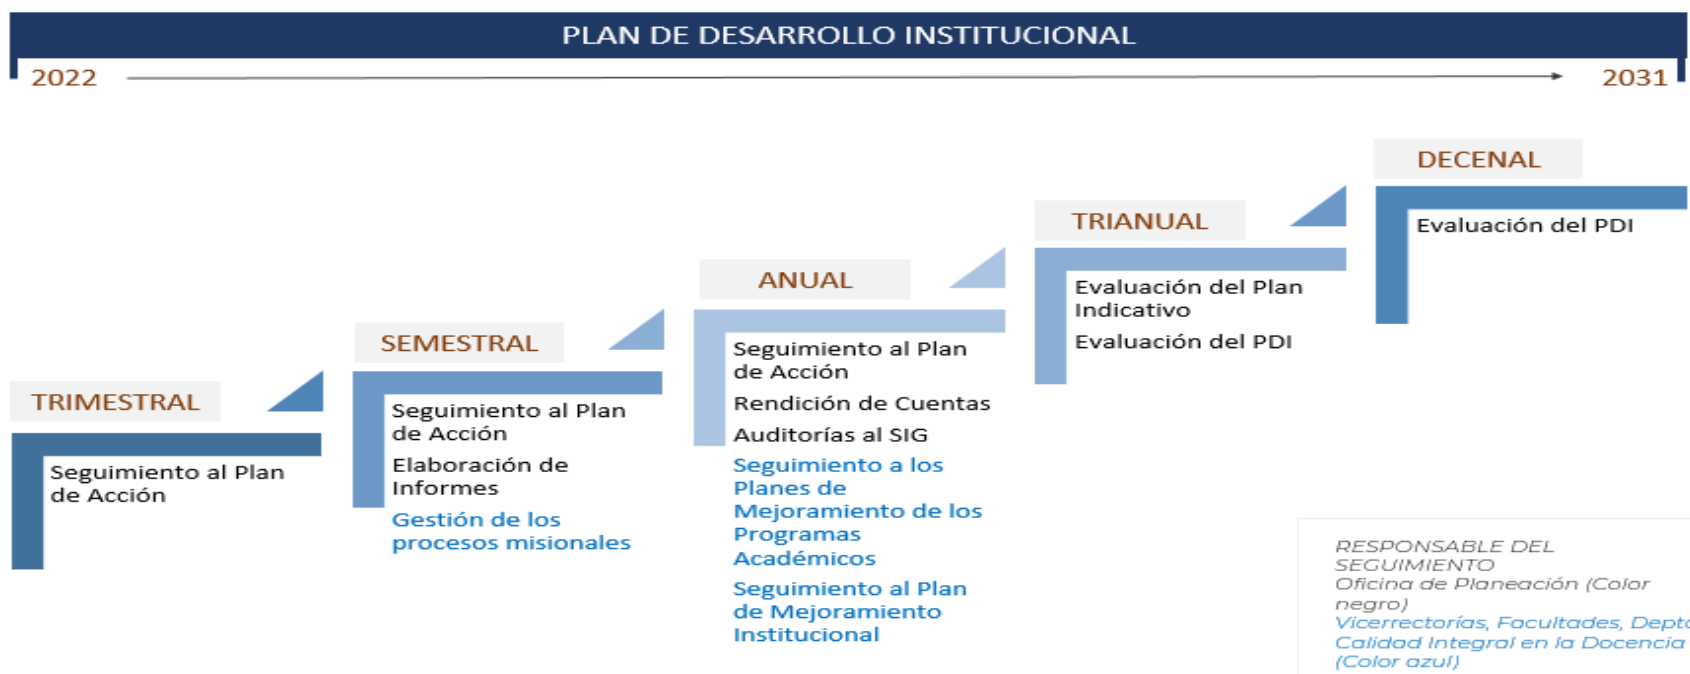 PLAN DE DESARROLLO INSTITUCIONAL
2022
2031
TRIMESTRAL
Seguimiento al Plan
de Acción
SEMESTRAL
Seguimiento al Plan
de Acción
Elaboración de
Informes
Gestión de los
procesos misionales
ANUAL
Seguimiento al Plan
de Acción
Rendición de Cuentas
Auditorías al SIG
Seguimiento a los
Planes de
Mejoramiento de los
Programas
Académicos
Seguimiento al Plan
de Mejoramiento
Institucional
TRIANUAL
Evaluación del Plan
Indicativo
Evaluación del PDI
DECENAL
Evaluación del PDI
RESPONSABLE DEL
SEGUIMIENTO
Oficina de Planeación (Color
negro)
Vicerrectorías, Facultades,
Calidad Integral en la Docencia
(Color azul)